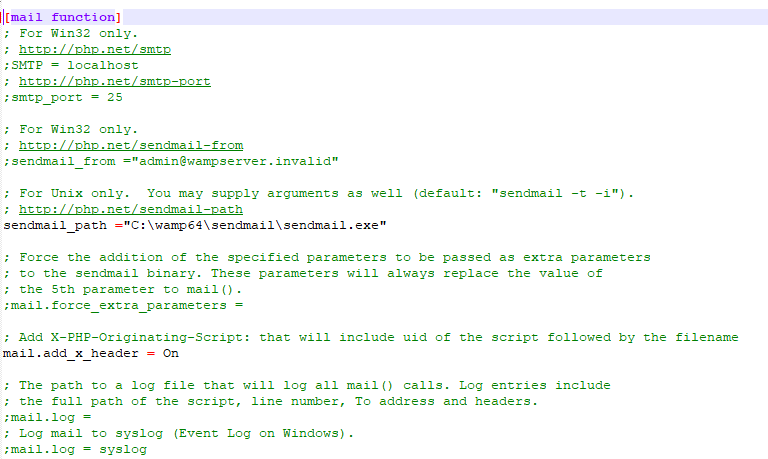 [mail function]
; For Win32 only.
; http://php.net/smtp
;SMTP = localhost
; http://php.net/smtp-port
;smtp_port = 25
; For Win32 only.
; http://php.net/sendmail-from
;sendmail_from ="admin@wampserver.invalid"
; For Unix only.  You may supply arguments as well (default: "sendmail -t -i").
; http://php.net/sendmail-path
sendmail_path ="C:\wamp64\sendmail\sendmail.exe"
; Force the addition of the specified parameters to be passed as extra parameters
; to the sendmail binary. These parameters will always replace the value of
; the 5th parameter to mail().
;mail.force_extra_parameters =
; Add X-PHP-Originating-Script: that will include uid of the script followed by the filename
mail.add_x_header = On
; The path to a log file that will log all mail() calls. Log entries include
; the full path of the script, line number, To address and headers.
;mail.log =
; Log mail to syslog (Event Log on Windows).
;mail.log = syslog